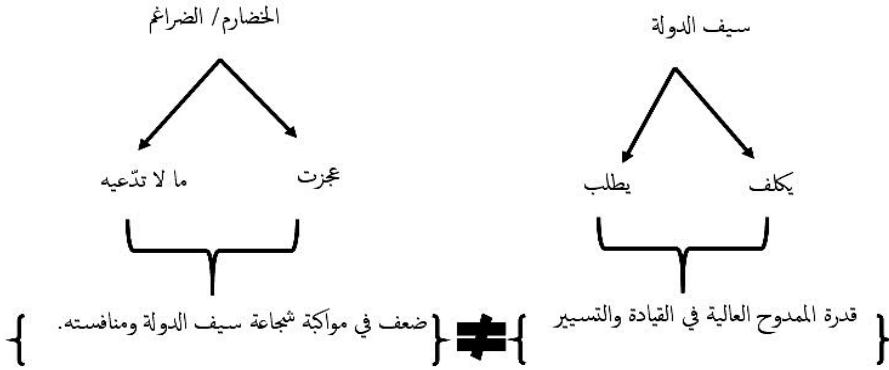 سيف الدولة
الخضارم/ الضراغم
يكلف
يطلب
عجزت
ما لا تدّعيه
{ قدرة الممدوح العالية في القيادة والتسيير } ≠ { ضعف في مواكبة شجاعة سيف الدولة ومنافسته. }